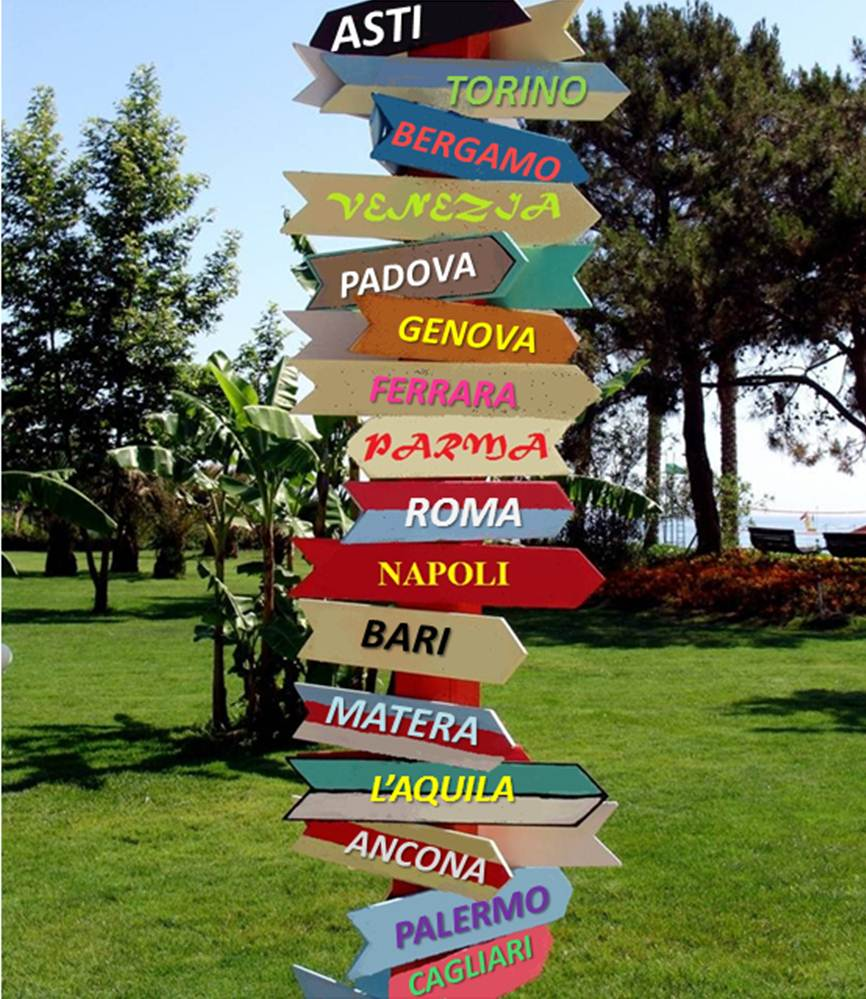 ASTI
TORINO
BERGAMO
VENEZIA
PADOVA
GENOVA
FERRARA
PARMA
ROMA
NAPOLI
BARI
MATERA
L'AQUILA
ANCONA
PALERMO
CAGLIARI